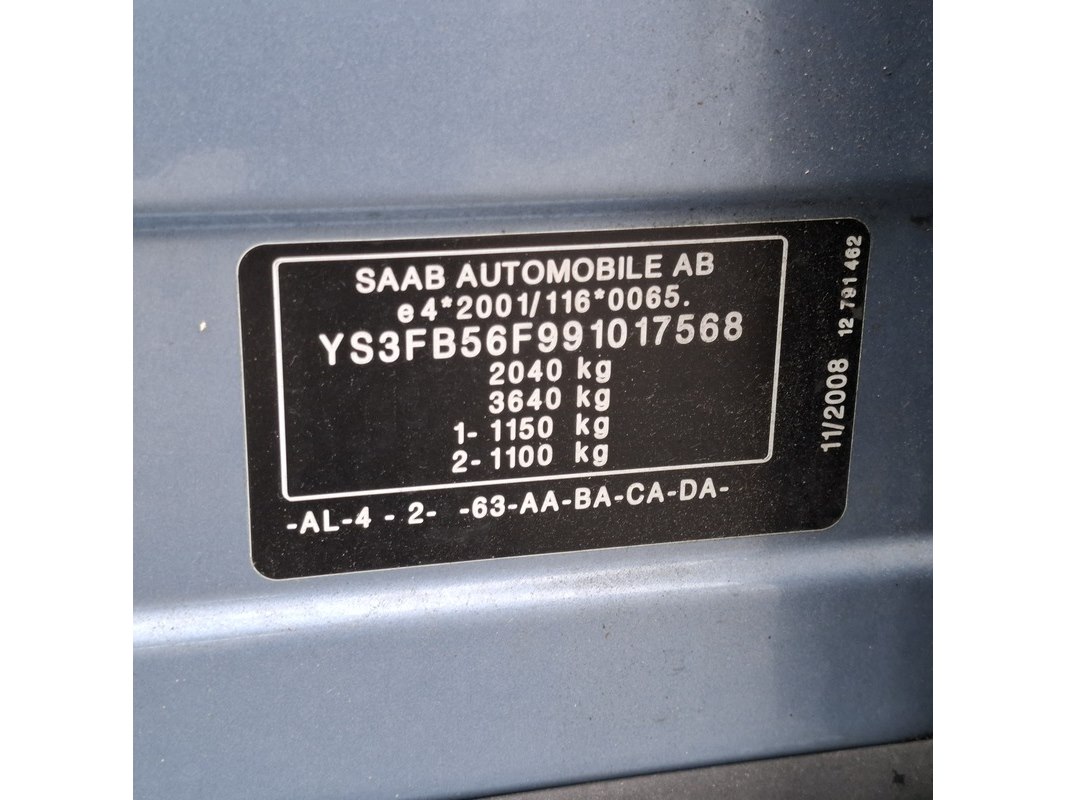 SAAB AUTOMOBILE AB
e4*2001/116*0065.
YS3FB56F991017568
2040 kg
3640 kg
1- 1150 kg
2- 1100 kg
-AL-4 - 2-  -63-AA-BA-CA-DA-
11/2008  12 791 462